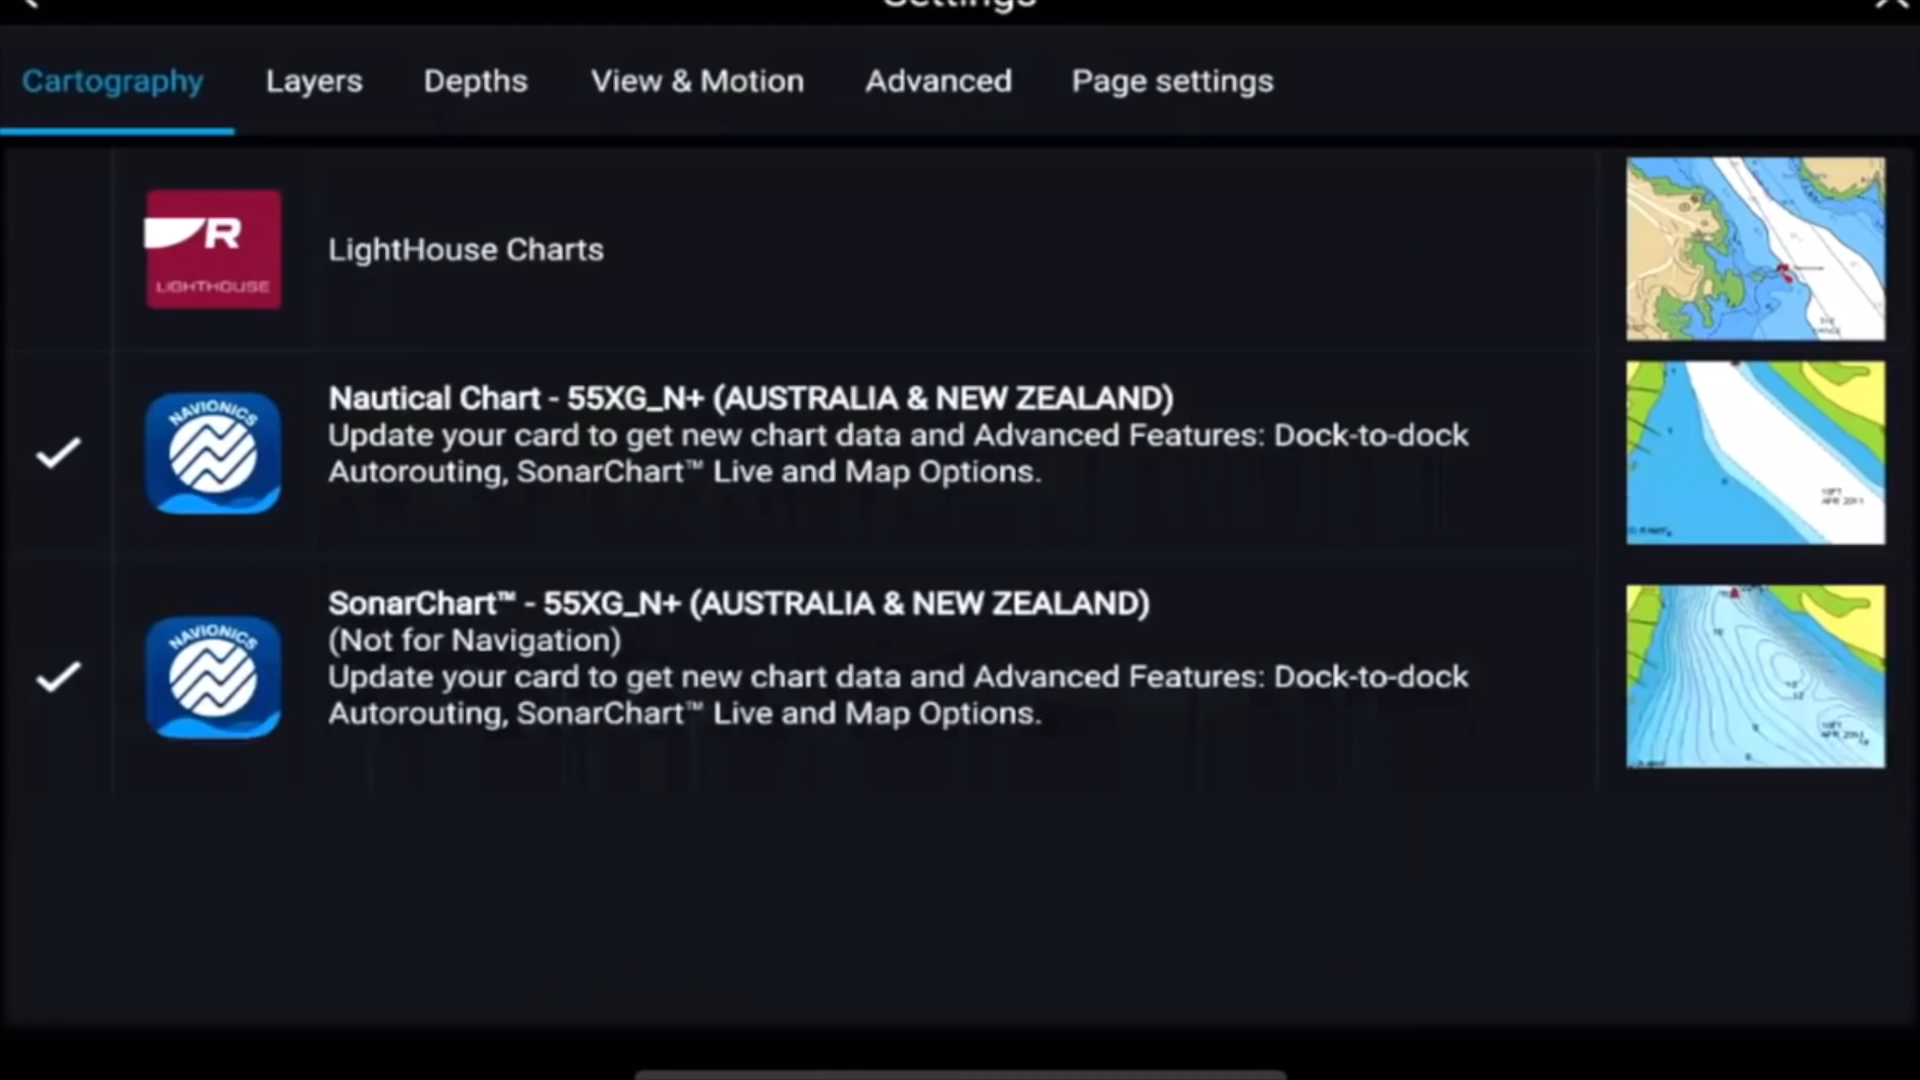 Settings
Cartography Layers Depths View & Motion Advanced Page settings
R
LIGHTHOUSE
LightHouse Charts
NAVIONICS
Nautical Chart - 55XG_N+ (AUSTRALIA & NEW ZEALAND)
Update your card to get new chart data and Advanced Features: Dock-to-dock
Autorouting, SonarChart™ Live and Map Options.
NAVIONICS
SonarChart™ - 55XG_N+ (AUSTRALIA & NEW ZEALAND)
(Not for Navigation)
Update your card to get new chart data and Advanced Features: Dock-to-dock
Autorouting, SonarChart™ Live and Map Options.